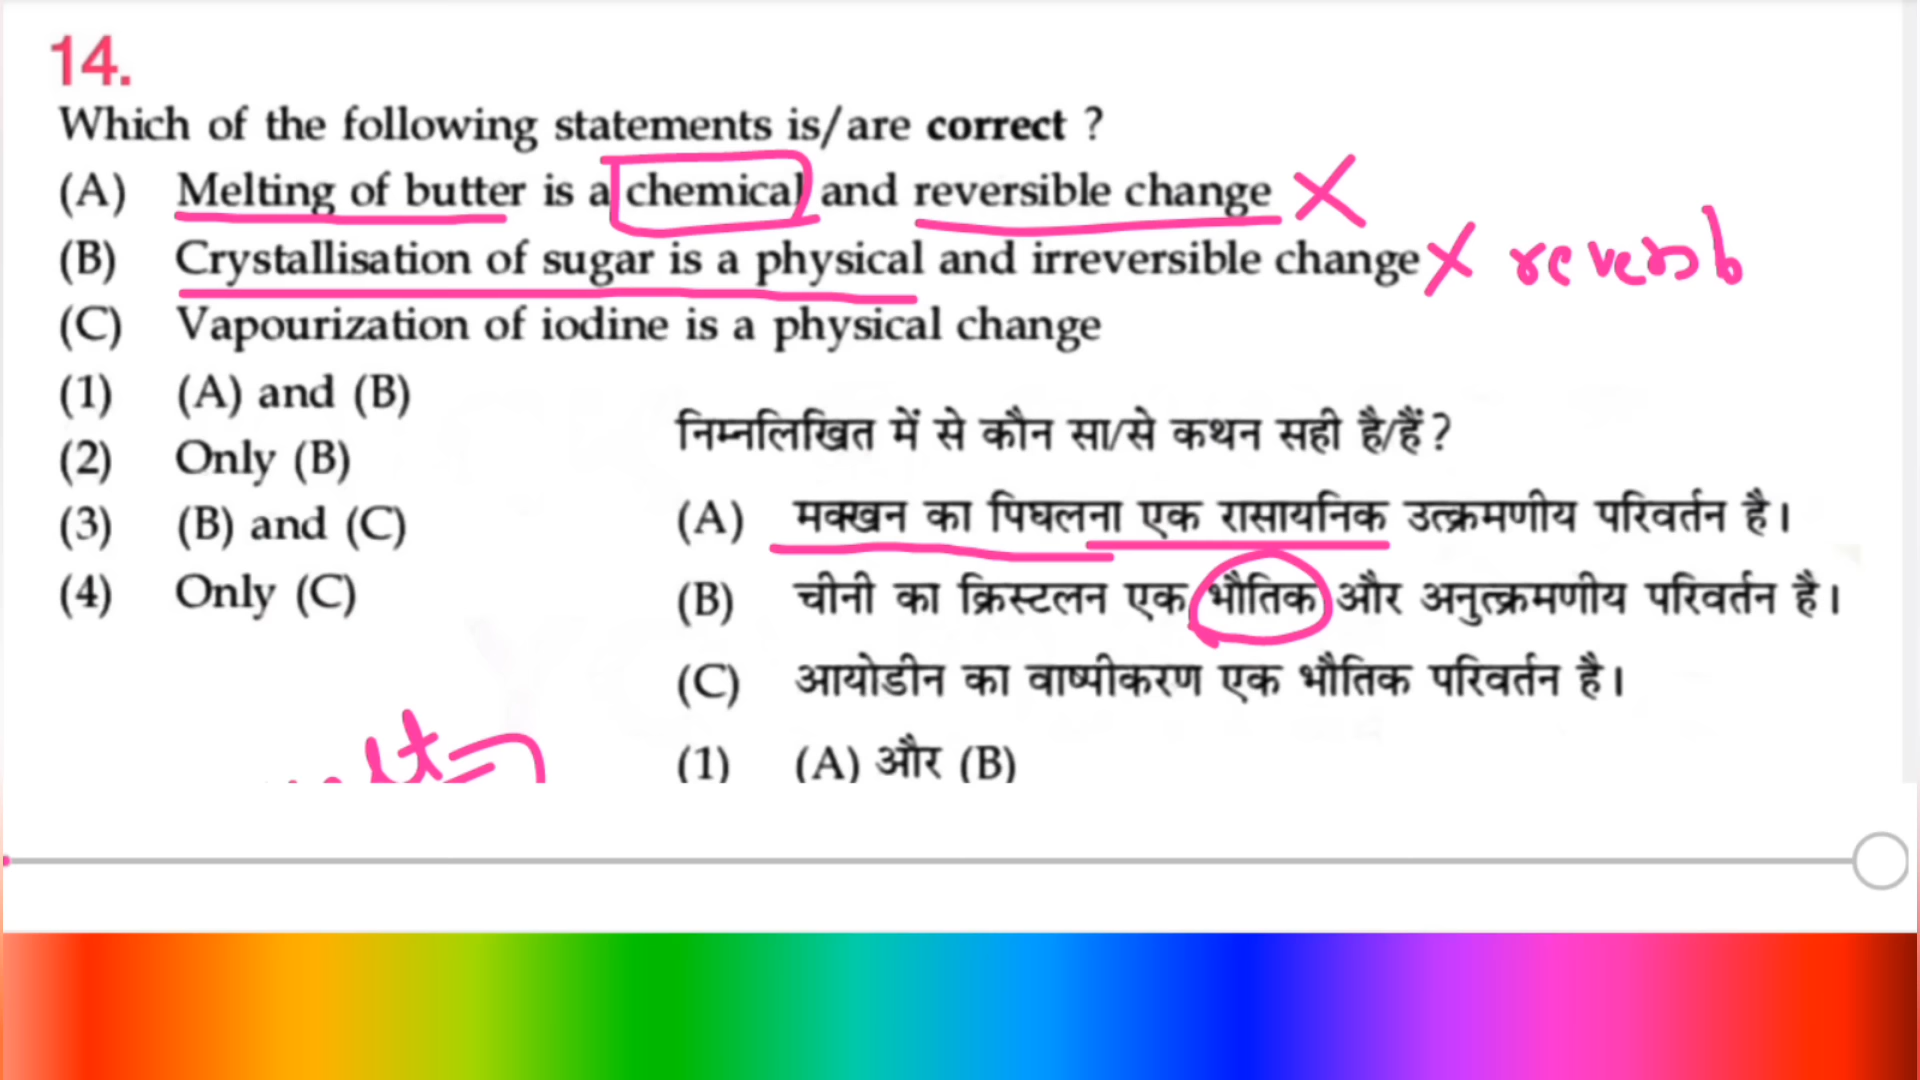 14.
Which of the following statements is/are correct ?
(A) Melting of butter is a chemical and reversible change
(B) Crystallisation of sugar is a physical and irreversible change
(C) Vapourization of iodine is a physical change
(1) (A) and (B)
(2) Only (B)
(3) (B) and (C)
(4) Only (C)
निम्नलिखित में से कौन सा/से कथन सही है/हैं ?
(A) मक्खन का पिघलना एक रासायनिक उत्क्रमणीय परिवर्तन है।
(B) चीनी का क्रिस्टलन एक भौतिक और अनुत्क्रमणीय परिवर्तन है।
(C) आयोडीन का वाष्पीकरण एक भौतिक परिवर्तन है।
(1) (A) और (B)